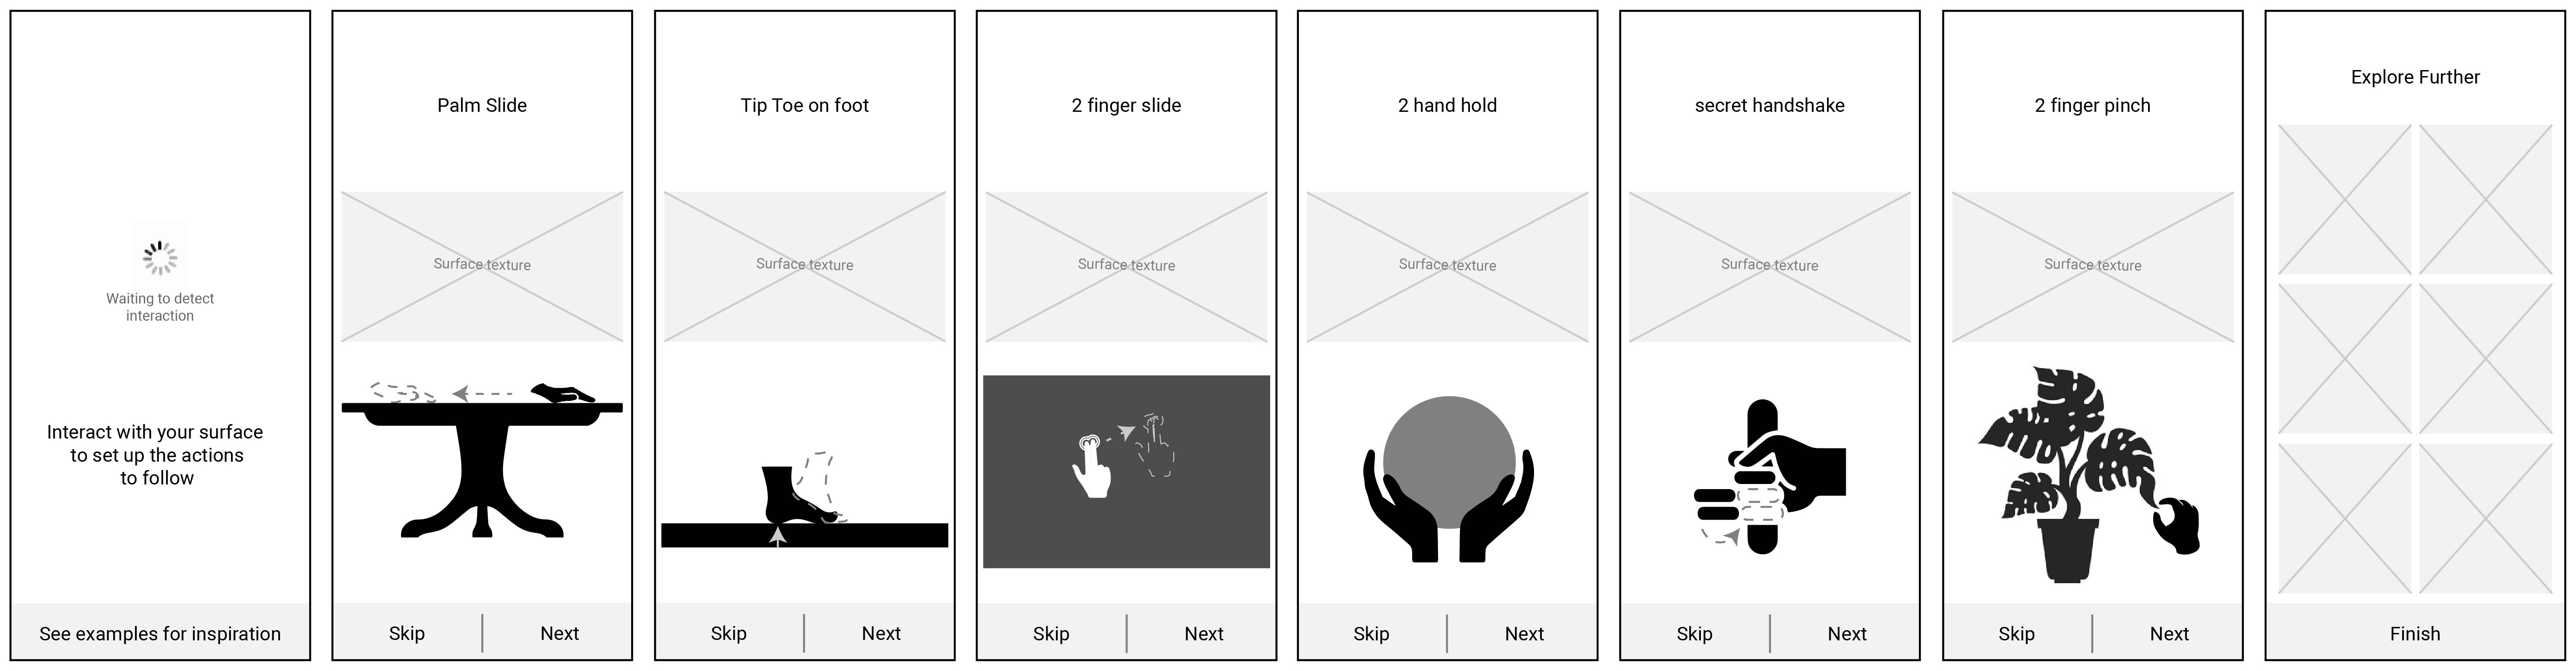 Waiting to detect
interaction
Interact with your surface
to set up the actions
to follow
See examples for inspiration
Palm Slide
Surface texture
Skip
Next
Tip Toe on foot
Surface texture
Skip
Next
2 finger slide
Surface texture
Skip
Next
2 hand hold
Surface texture
Skip
Next
secret handshake
Surface texture
Skip
Next
2 finger pinch
Surface texture
Skip
Next
Explore Further
Finish